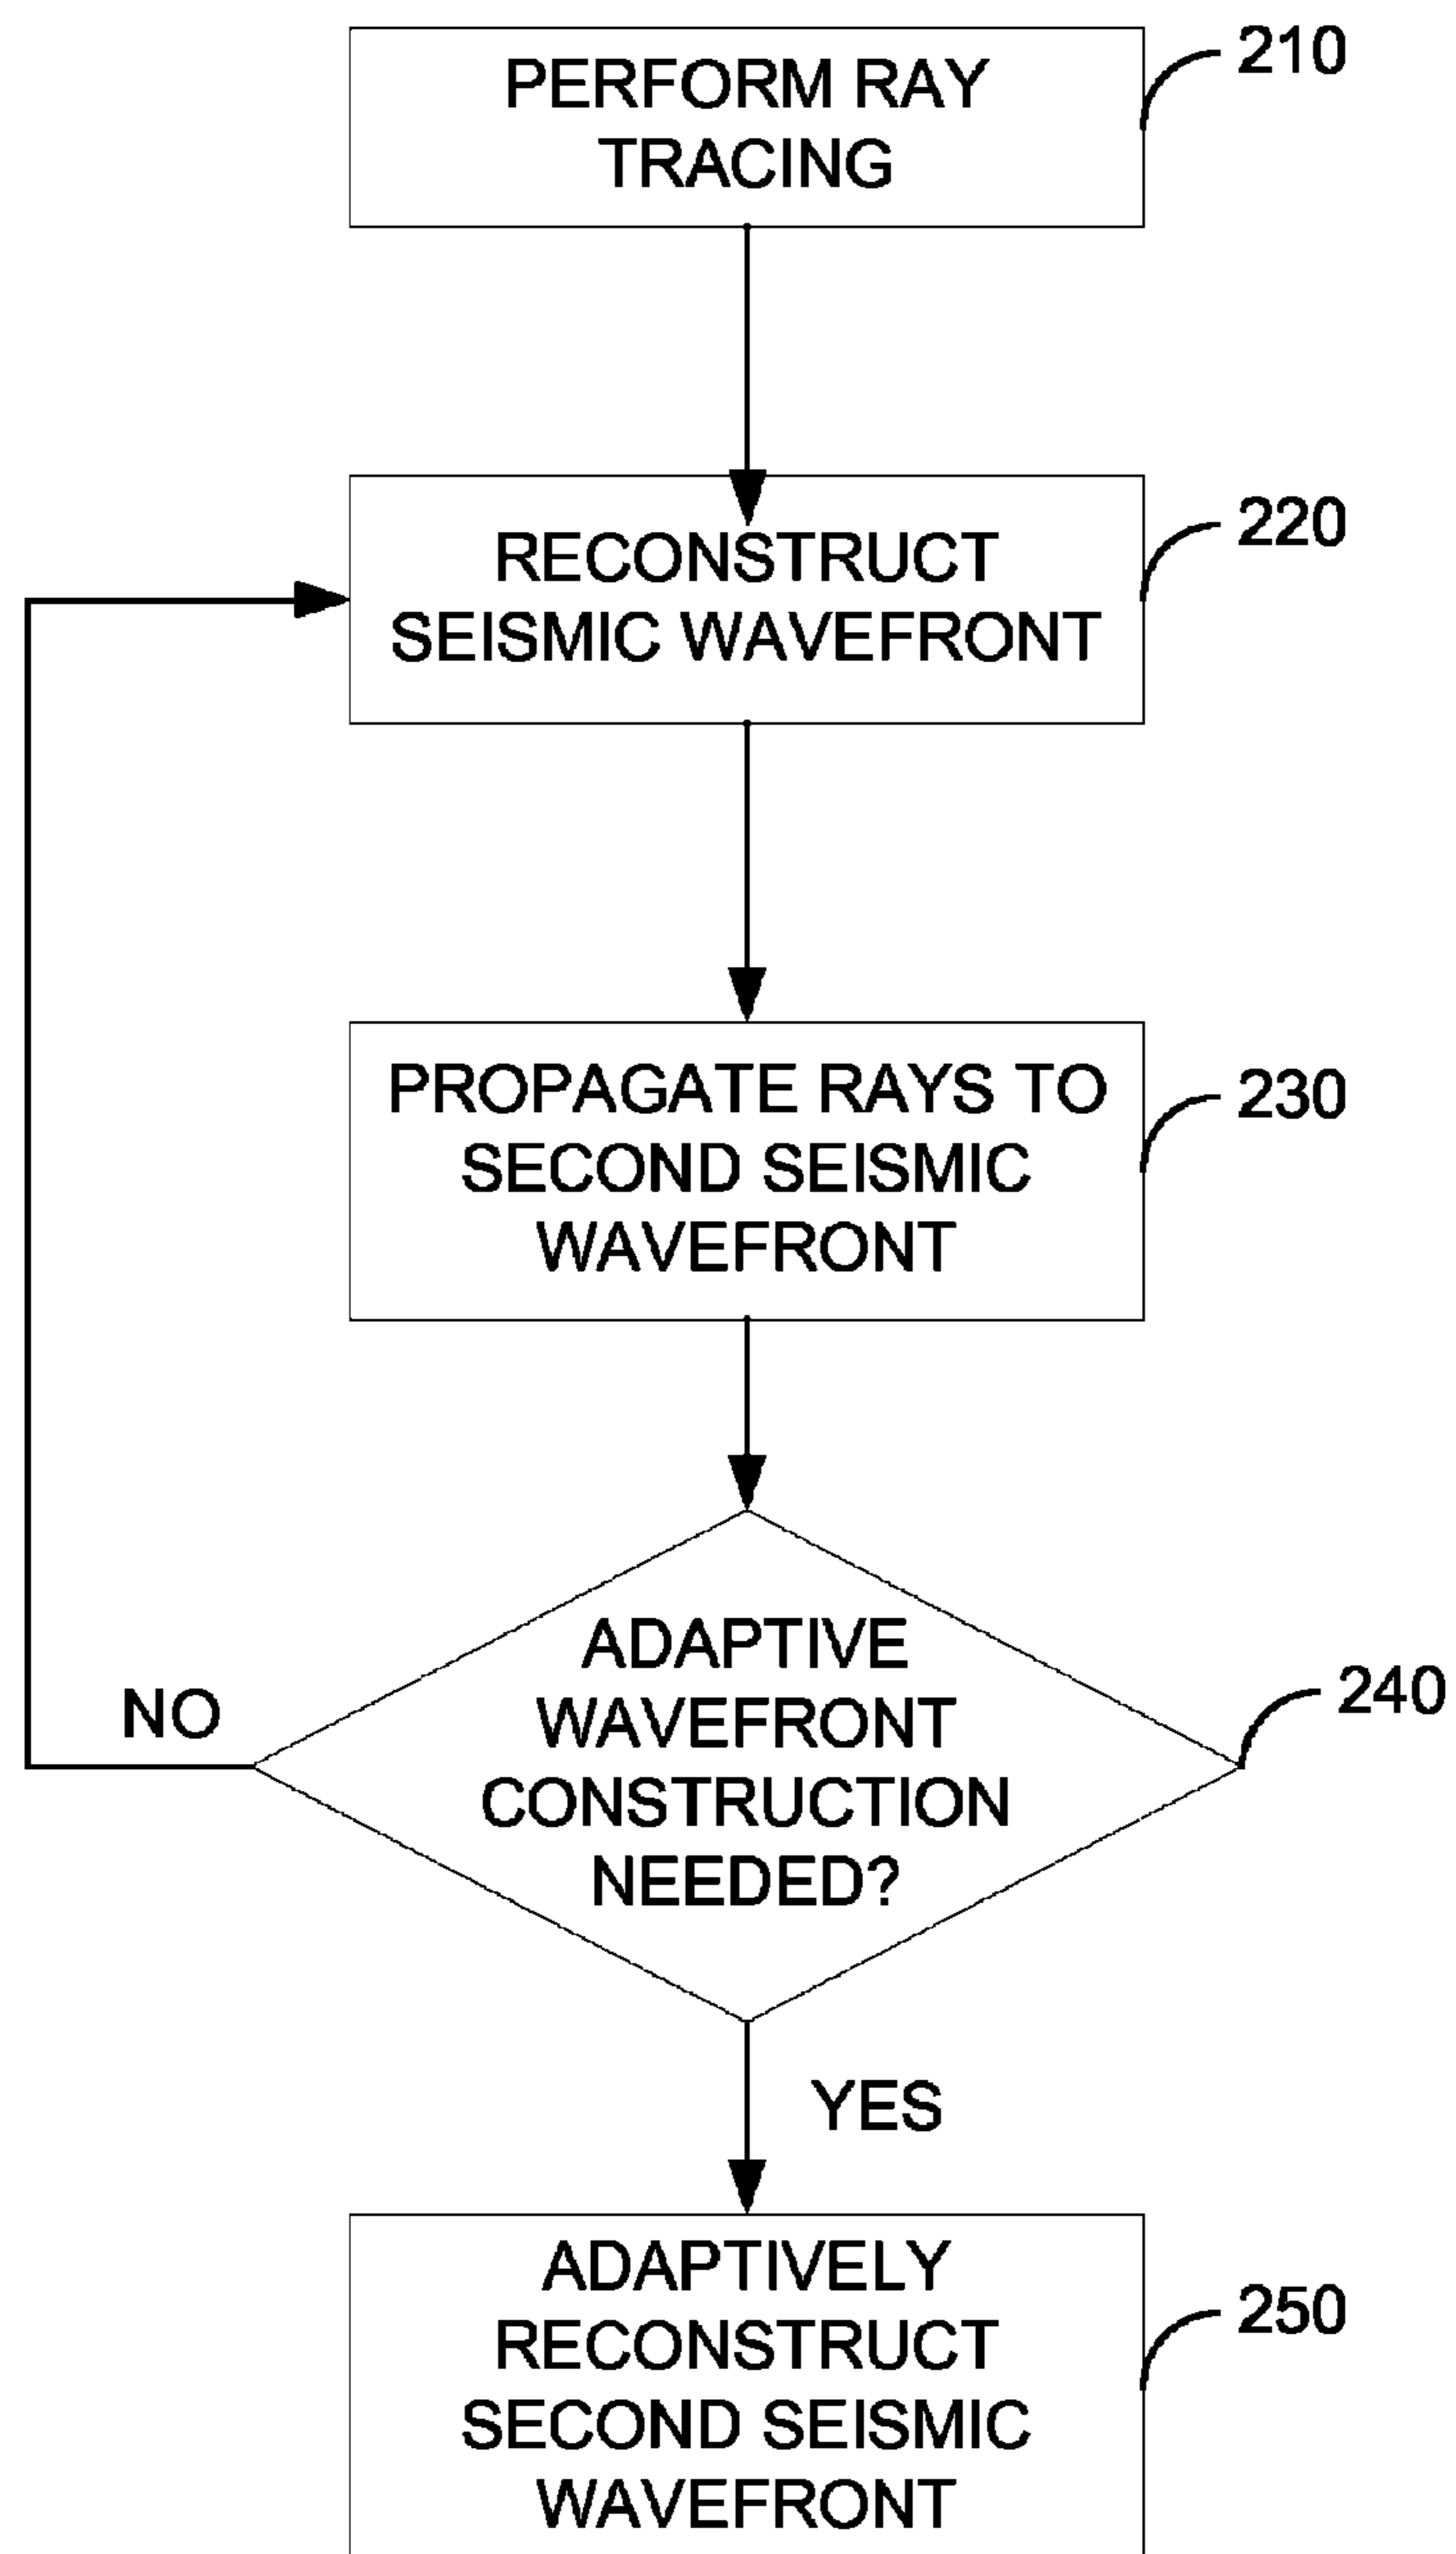 PERFORM RAY
TRACING
210
RECONSTRUCT
SEISMIC WAVEFRONT
220
PROPAGATE RAYS TO
SECOND SEISMIC
WAVEFRONT
230
ADAPTIVE
WAVEFRONT
CONSTRUCTION
NEEDED?
240
NO
YES
ADAPTIVELY
RECONSTRUCT
SECOND SEISMIC
WAVEFRONT
250